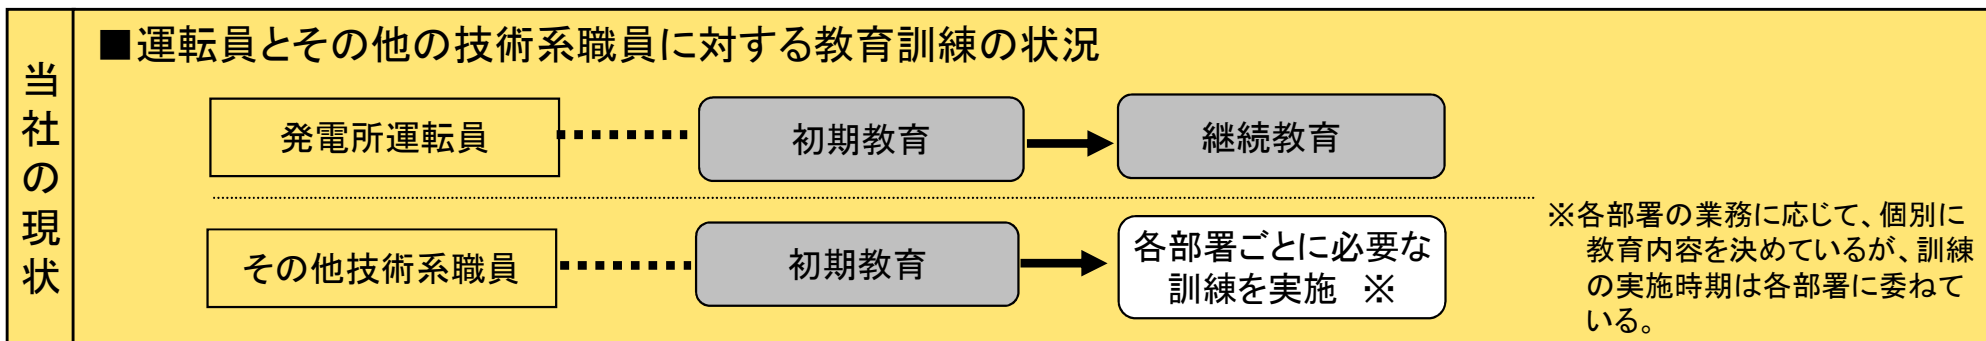 当社の現状
■運転員とその他の技術系職員に対する教育訓練の状況
発電所運転員
初期教育
継続教育
その他技術系職員
初期教育
各部署ごとに必要な
訓練を実施　※
※各部署の業務に応じて、個別に
教育内容を決めているが、訓練
の実施時期は各部署に委ねて
いる。